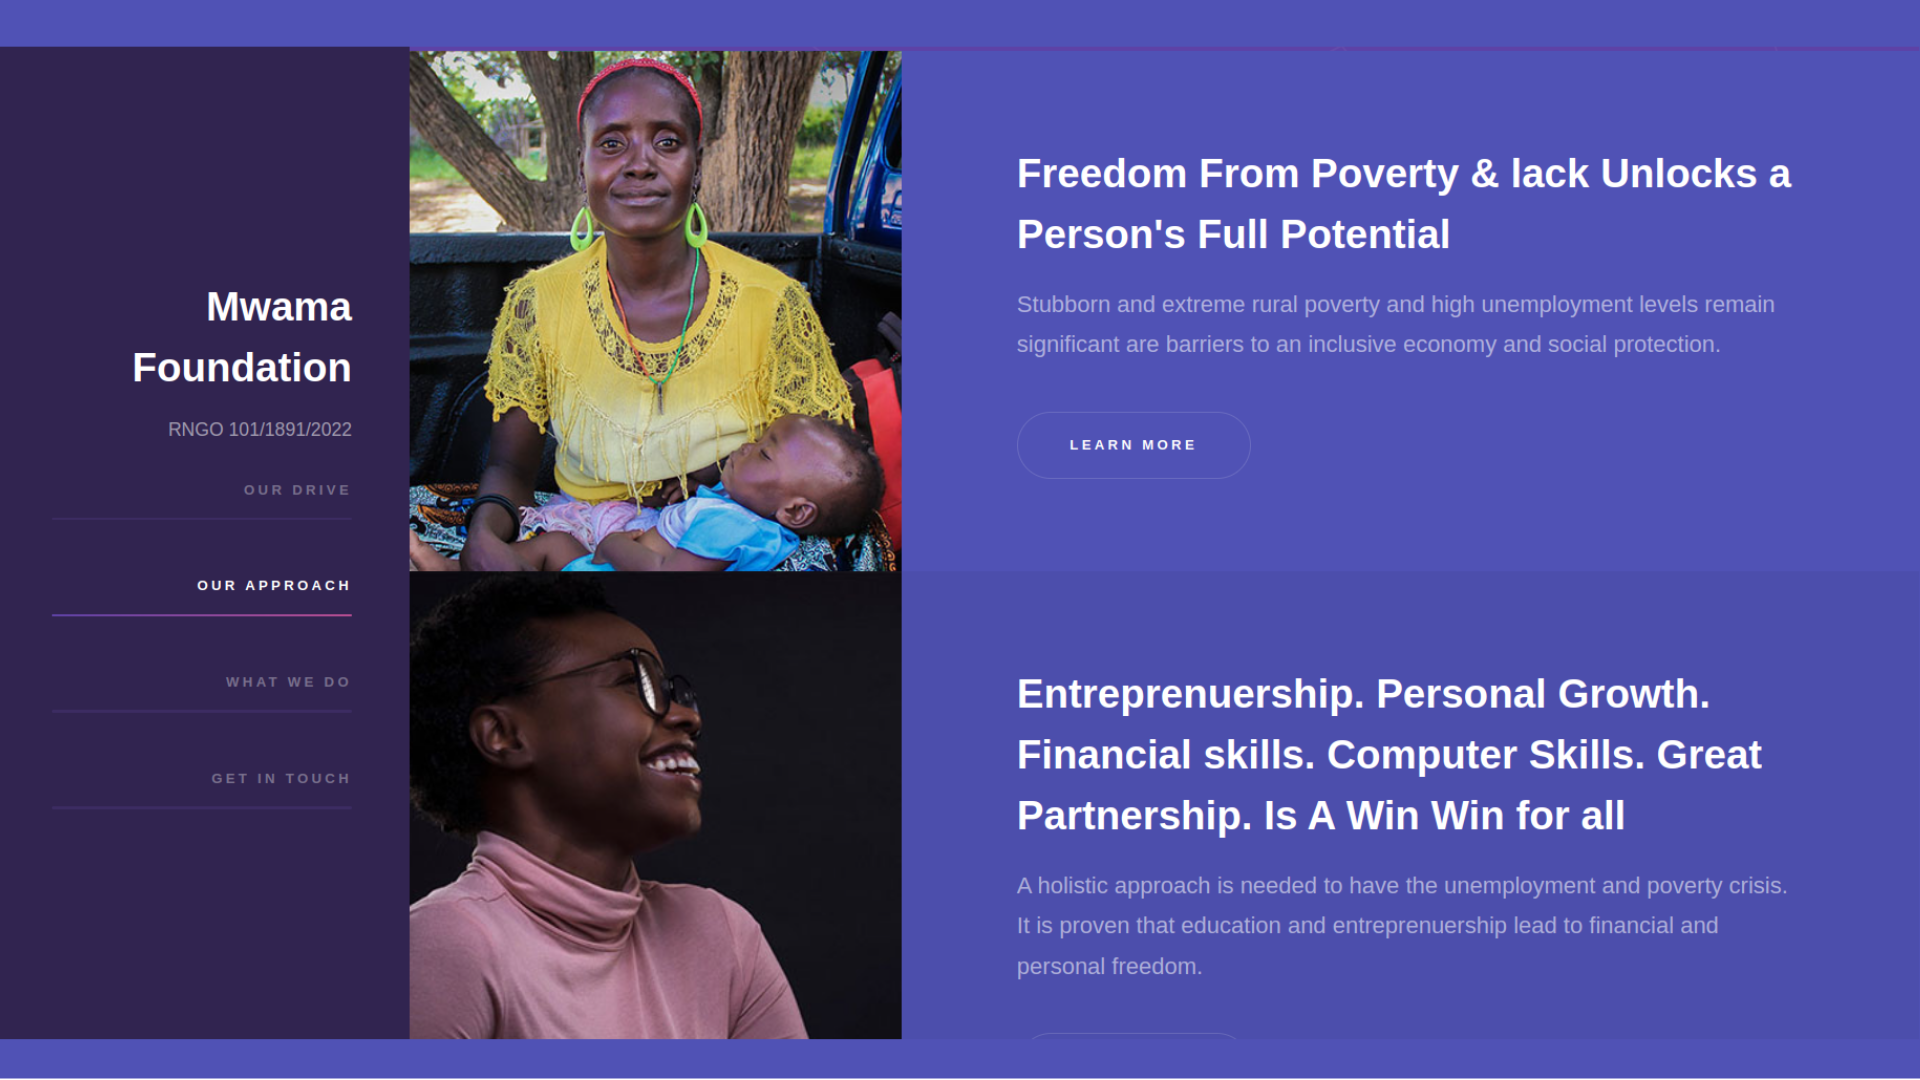 Mwama
Foundation
RNGO 101/1891/2022
OUR DRIVE
OUR APPROACH
WHAT WE DO
GET IN TOUCH
Freedom From Poverty & lack Unlocks a
Person's Full Potential
Stubborn and extreme rural poverty and high unemployment levels remain
significant are barriers to an inclusive economy and social protection.
LEARN MORE
Entreprenuership. Personal Growth.
Financial skills. Computer Skills. Great
Partnership. Is A Win Win for all
A holistic approach is needed to have the unemployment and poverty crisis.
It is proven that education and entreprenuership lead to financial and
personal freedom.